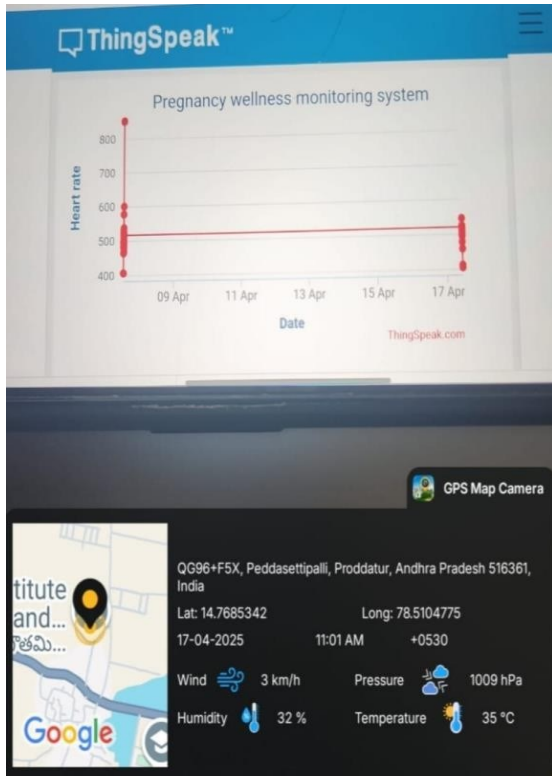 ThingSpeak™
Pregnancy wellness monitoring system
800
700
600
500
400
Heart rate
09 Apr
11 Apr
13 Apr
15 Apr
17 Apr
Date
ThingSpeak.com
GPS Map Camera
titute
and...
QG96+F5X, Peddasettipalli, Proddatur, Andhra Pradesh 516361,
India
Lat: 14.7685342 Long: 78.5104775
17-04-2025 11:01 AM +0530
Wind 3 km/h Pressure 1009 hPa
Humidity 32 % Temperature 35 °C
Google